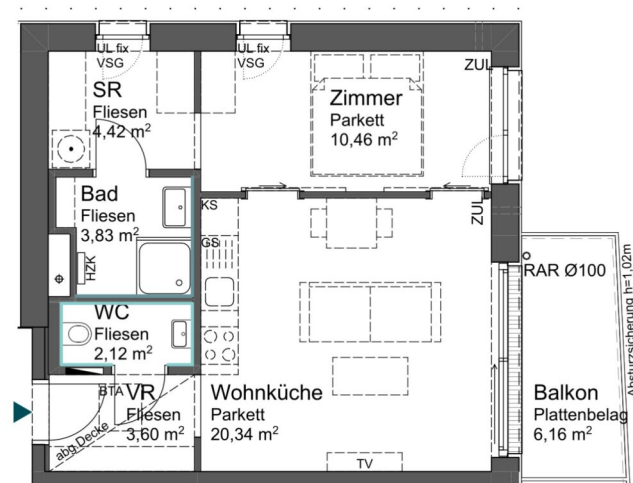 UL fix
VSG
UL fix
VSG
ZUL
SR
Fliesen
4,42 m²
Zimmer
Parkett
10,46 m²
Bad
Fliesen
3,83 m²
KS
ZUL
GS
HZK
RAR Ø100
Absturzsicherung h=1,02m
WC
Fliesen
2,12 m²
BTA
VR
Fliesen
3,60 m²
abg.Decke
Wohnküche
Parkett
20,34 m²
Balkon
Plattenbelag
6,16 m²
TV